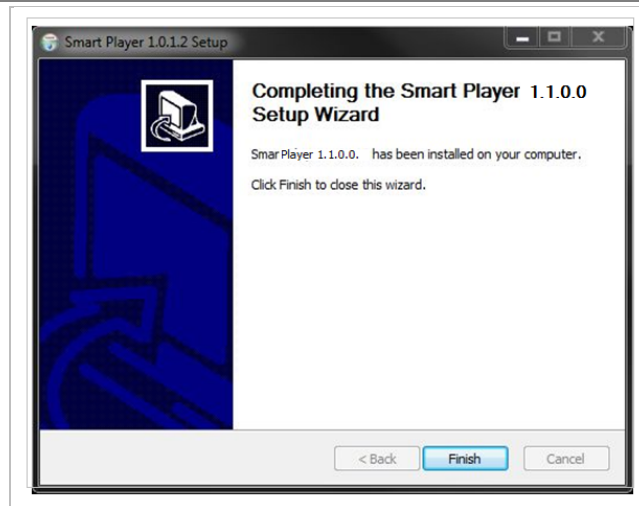 Smart Player 1.0.1.2 Setup
Completing the Smart Player 1.1.0.0
Setup Wizard
Smar Player 1.1.0.0. has been installed on your computer.
Click Finish to close this wizard.
< Back
Finish
Cancel